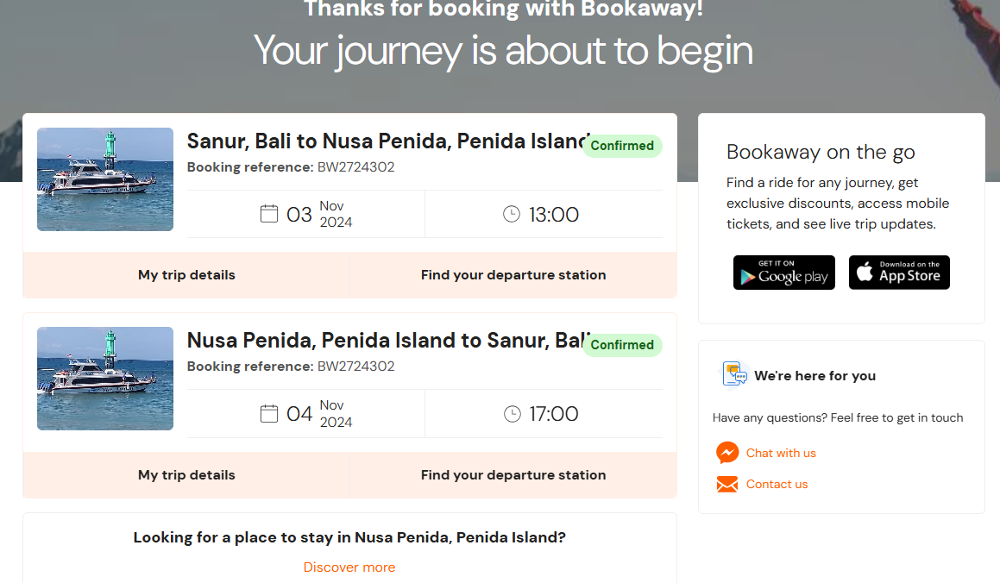 Thanks for booking with Bookaway!
Your journey is about to begin
Sanur, Bali to Nusa Penida, Penida Island
Confirmed
Booking reference: BW2724302
03 Nov 2024
13:00
My trip details
Find your departure station
Nusa Penida, Penida Island to Sanur, Bali
Confirmed
Booking reference: BW2724302
04 Nov 2024
17:00
My trip details
Find your departure station
Looking for a place to stay in Nusa Penida, Penida Island?
Discover more
Bookaway on the go
Find a ride for any journey, get
exclusive discounts, access mobile
tickets, and see live trip updates.
GET IT ON
Google play
Download on the
App Store
We're here for you
Have any questions? Feel free to get in touch
Chat with us
Contact us